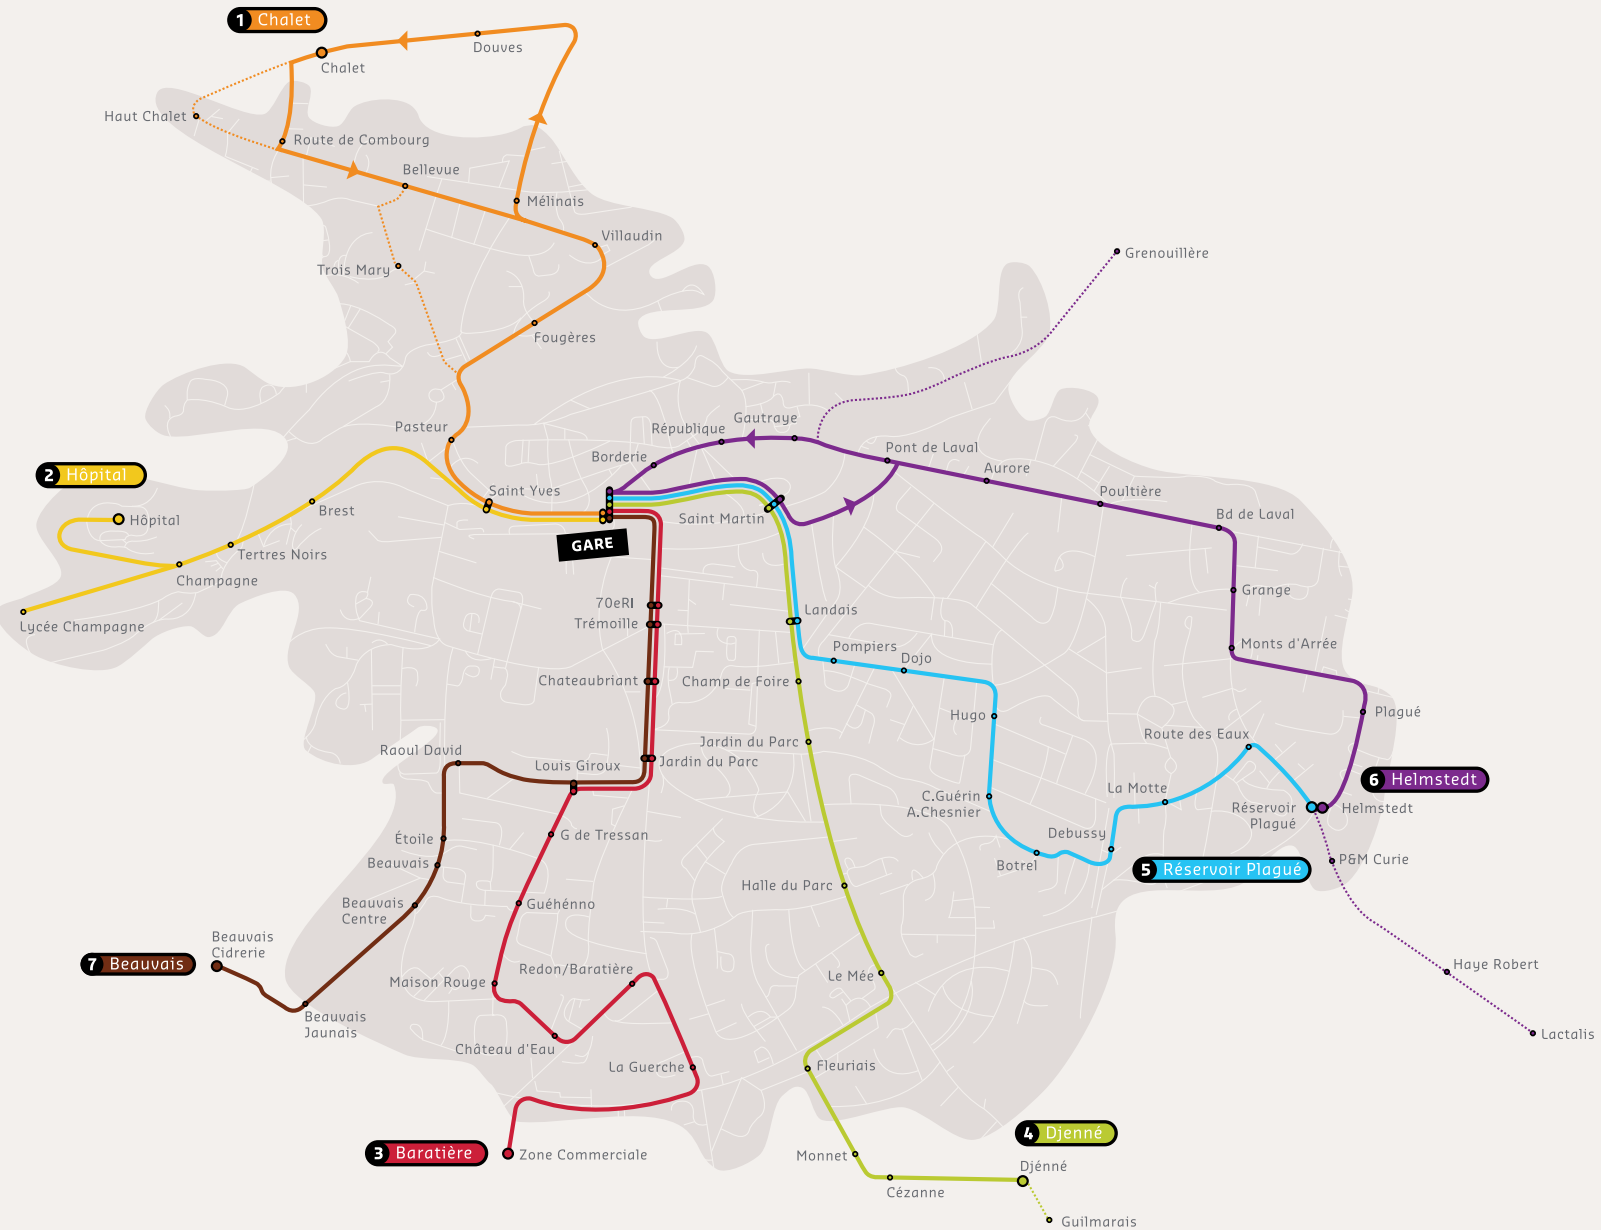 1 Chalet
Douves
Chalet
Haut Chalet
Route de Combourg
Bellevue
Mélinais
Villaudin
Trois Mary
Grenouillère
Fougères
Pasteur
Gautraye
République
Borderie
Pont de Laval
Aurore
Poultière
Bd de Laval
2 Hôpital
Saint Yves
Brest
Hôpital
Saint Martin
GARE
Tertres Noirs
Champagne
Lycée Champagne
Grange
70eRI
Trémoille
Landais
Monts d'Arrée
Pompiers
Dojo
Chateaubriant
Champ de Foire
Hugo
Plagué
Route des Eaux
Raoul David
Louis Giroux
Jardin du Parc
Jardin du Parc
6 Helmstedt
La Motte
C.Guérin
A.Chesnier
Réservoir
Plagué
Helmstedt
Étoile
G de Tressan
Debussy
Beauvais
Botrel
5 Réservoir Plagué
P&M Curie
Halle du Parc
Beauvais
Centre
Guéhénno
Beauvais
Cidrerie
7 Beauvais
Redon/Baratière
Maison Rouge
Le Mée
Haye Robert
Beauvais
Jaunais
Lactalis
Château d'Eau
La Guerche
Fleuriais
4 Djenné
3 Baratière
Zone Commerciale
Monnet
Djénné
Cézanne
Guilmarais